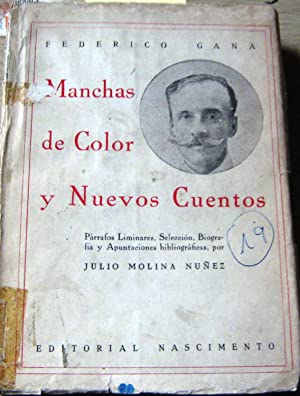 FEDERICO GANA
Manchas
de Color
y Nuevos Cuentos
Párrafos Liminares, Selección, Biogra-
fía y Apuntaciones bibliográficas, por
JULIO MOLINA NUÑEZ
19
EDITORIAL NASCIMENTO